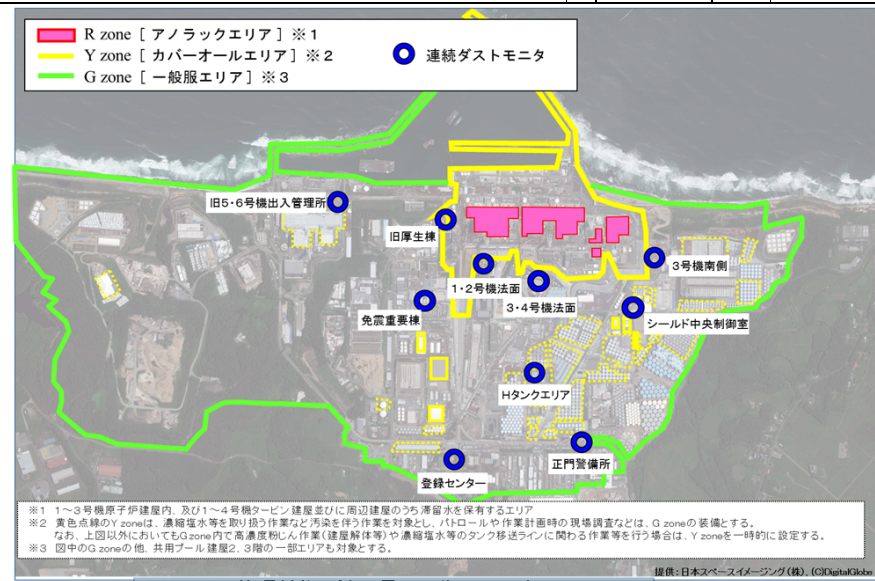 R zone [ アノラックエリア] ※１
Y zone [ カバーオールエリア] ※２
G zone [ 一般服エリア] ※３
連続ダストモニタ
旧５・６号機出入管理所
旧厚生棟
３号機南側
１・２号機法面
３・４号機法面
免震重要棟
シールド中央制御室
Hタンクエリア
正門警備所
登録センター
※１ １～３号機原子炉建屋内、及び１～４号機タービン建屋並びに周辺建屋のうち滞留水を保有するエリア
※２ 黄色点線のY zoneは、濃縮塩水等を取り扱う作業など汚染を伴う作業を対象とし、パトロールや作業計画時の現場調査などは、G zoneの装備とする。
なお、上図以外においてもG zone内で高濃度粉じん作業(建屋解体等)や濃縮塩水等のタンク移送ラインに関わる作業等を行う場合は、Y zoneを一時的に設定する。
※３ 図中のG zoneの他、共用プール建屋２、３階の一部エリアも対象とする。
提供：日本スペースイメージング(株)、(C)DigitalGlobe